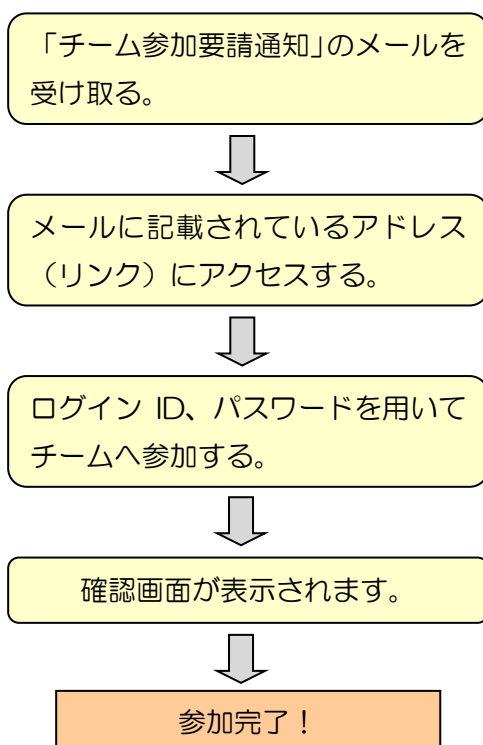 「チーム参加要請通知」のメールを
受け取る。
メールに記載されているアドレス
（リンク）にアクセスする。
ログイン ID、パスワードを用いて
チームへ参加する。
確認画面が表示されます。
参加完了！